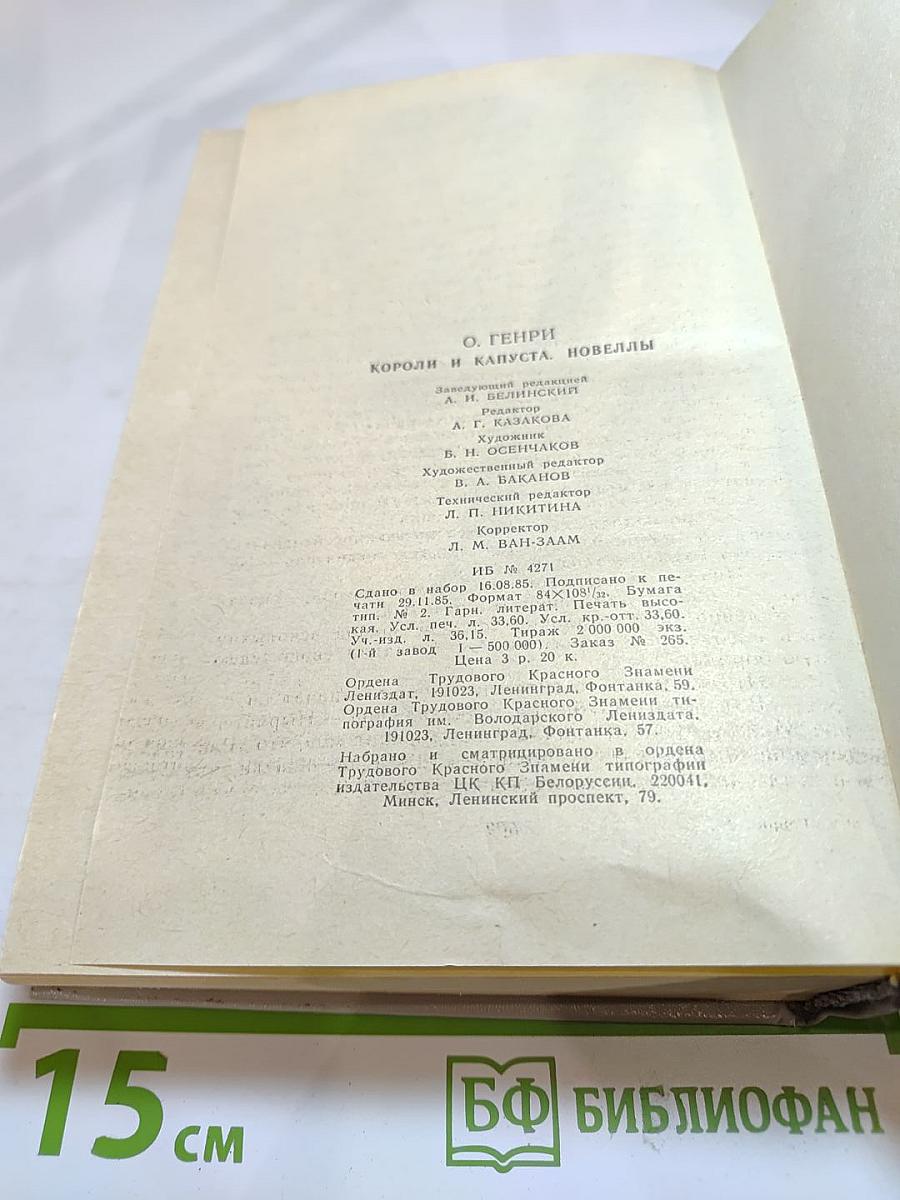 О. ГЕНРИ
КОРОЛИ И КАПУСТА. НОВЕЛЛЫ
Заведующий редакцией
А. И. БЕЛИНСКИЙ
Редактор
А. Г. КАЗАКОВА
Художник
Б. Н. ОСЕНЧАКОВ
Художественный редактор
В. А. БАКАНОВ
Технический редактор
Л. П. НИКИТИНА
Корректор
Л. М. ВАН-ЗААМ
ИБ № 4271
Сдано в набор 16.08.85. Подписано к пе-
чати 29.11.85. Формат 84×108¹/₃₂. Бумага
тип. № 2. Гарн. литерат. Печать высо-
кая. Усл. печ. л. 33,60. Усл. кр.-отт. 33,60.
Уч.-изд. л. 36,15. Тираж 2 000 000 экз.
(1-й завод 1 — 500 000). Заказ № 265.
Цена 3 р. 20 к.
Ордена Трудового Красного Знамени
Лениздат, 191023, Ленинград, Фонтанка, 59.
Ордена Трудового Красного Знамени ти-
пография им. Володарского Лениздата,
191023, Ленинград, Фонтанка, 57.
Набрано и сматрицировано в ордена
Трудового Красного Знамени типографии
издательства ЦК КП Белоруссии, 220041,
Минск, Ленинский проспект, 79.
15 см
БФ БИБЛИОФАН